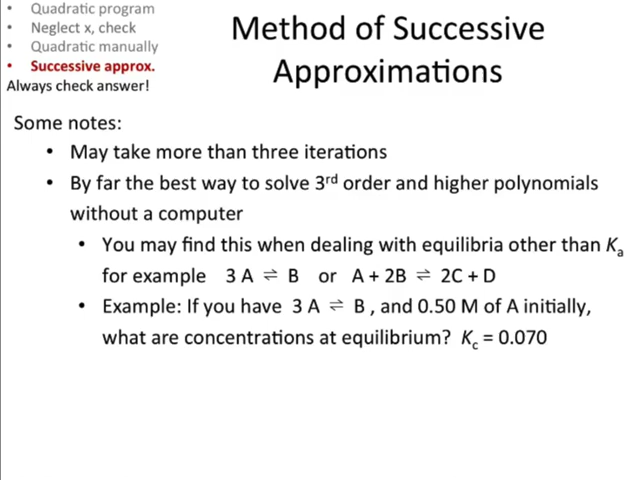 • Quadratic program
• Neglect x, check
• Quadratic manually
• Successive approx.
Always check answer!
Method of Successive
Approximations
Some notes:
• May take more than three iterations
• By far the best way to solve 3rd order and higher polynomials
without a computer
• You may find this when dealing with equilibria other than Ka
for example 3 A ⇌ B or A + 2B ⇌ 2C + D
• Example: If you have 3 A ⇌ B , and 0.50 M of A initially,
what are concentrations at equilibrium? Kc = 0.070